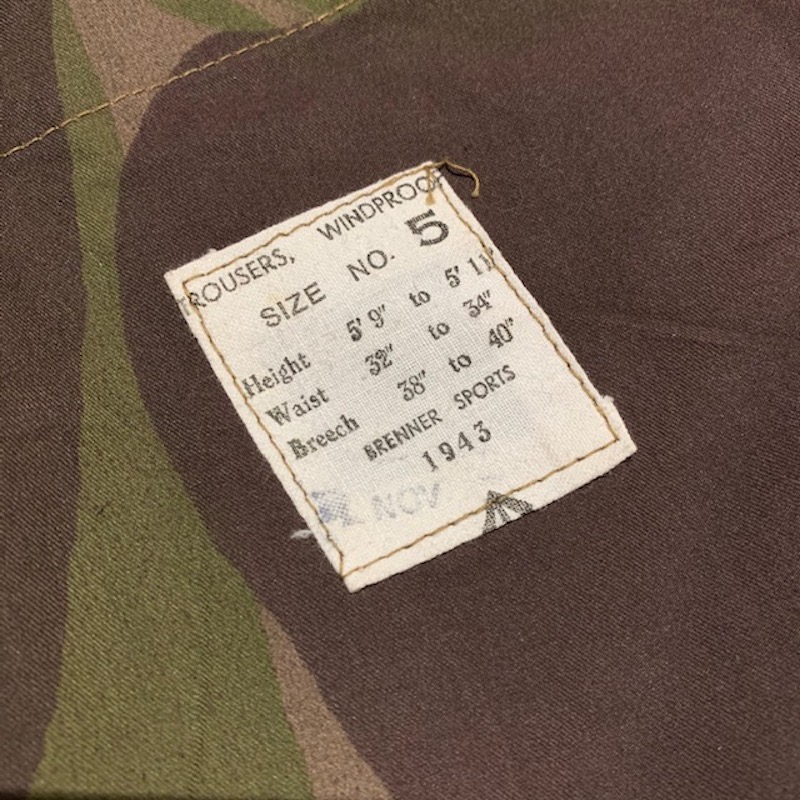 TROUSERS, WINDPROOF
SIZE NO. 5
Height 5' 9" to 5' 11"
Waist 32" to 34"
Breech 38" to 40"
BRENNER SPORTS
1943
NOV